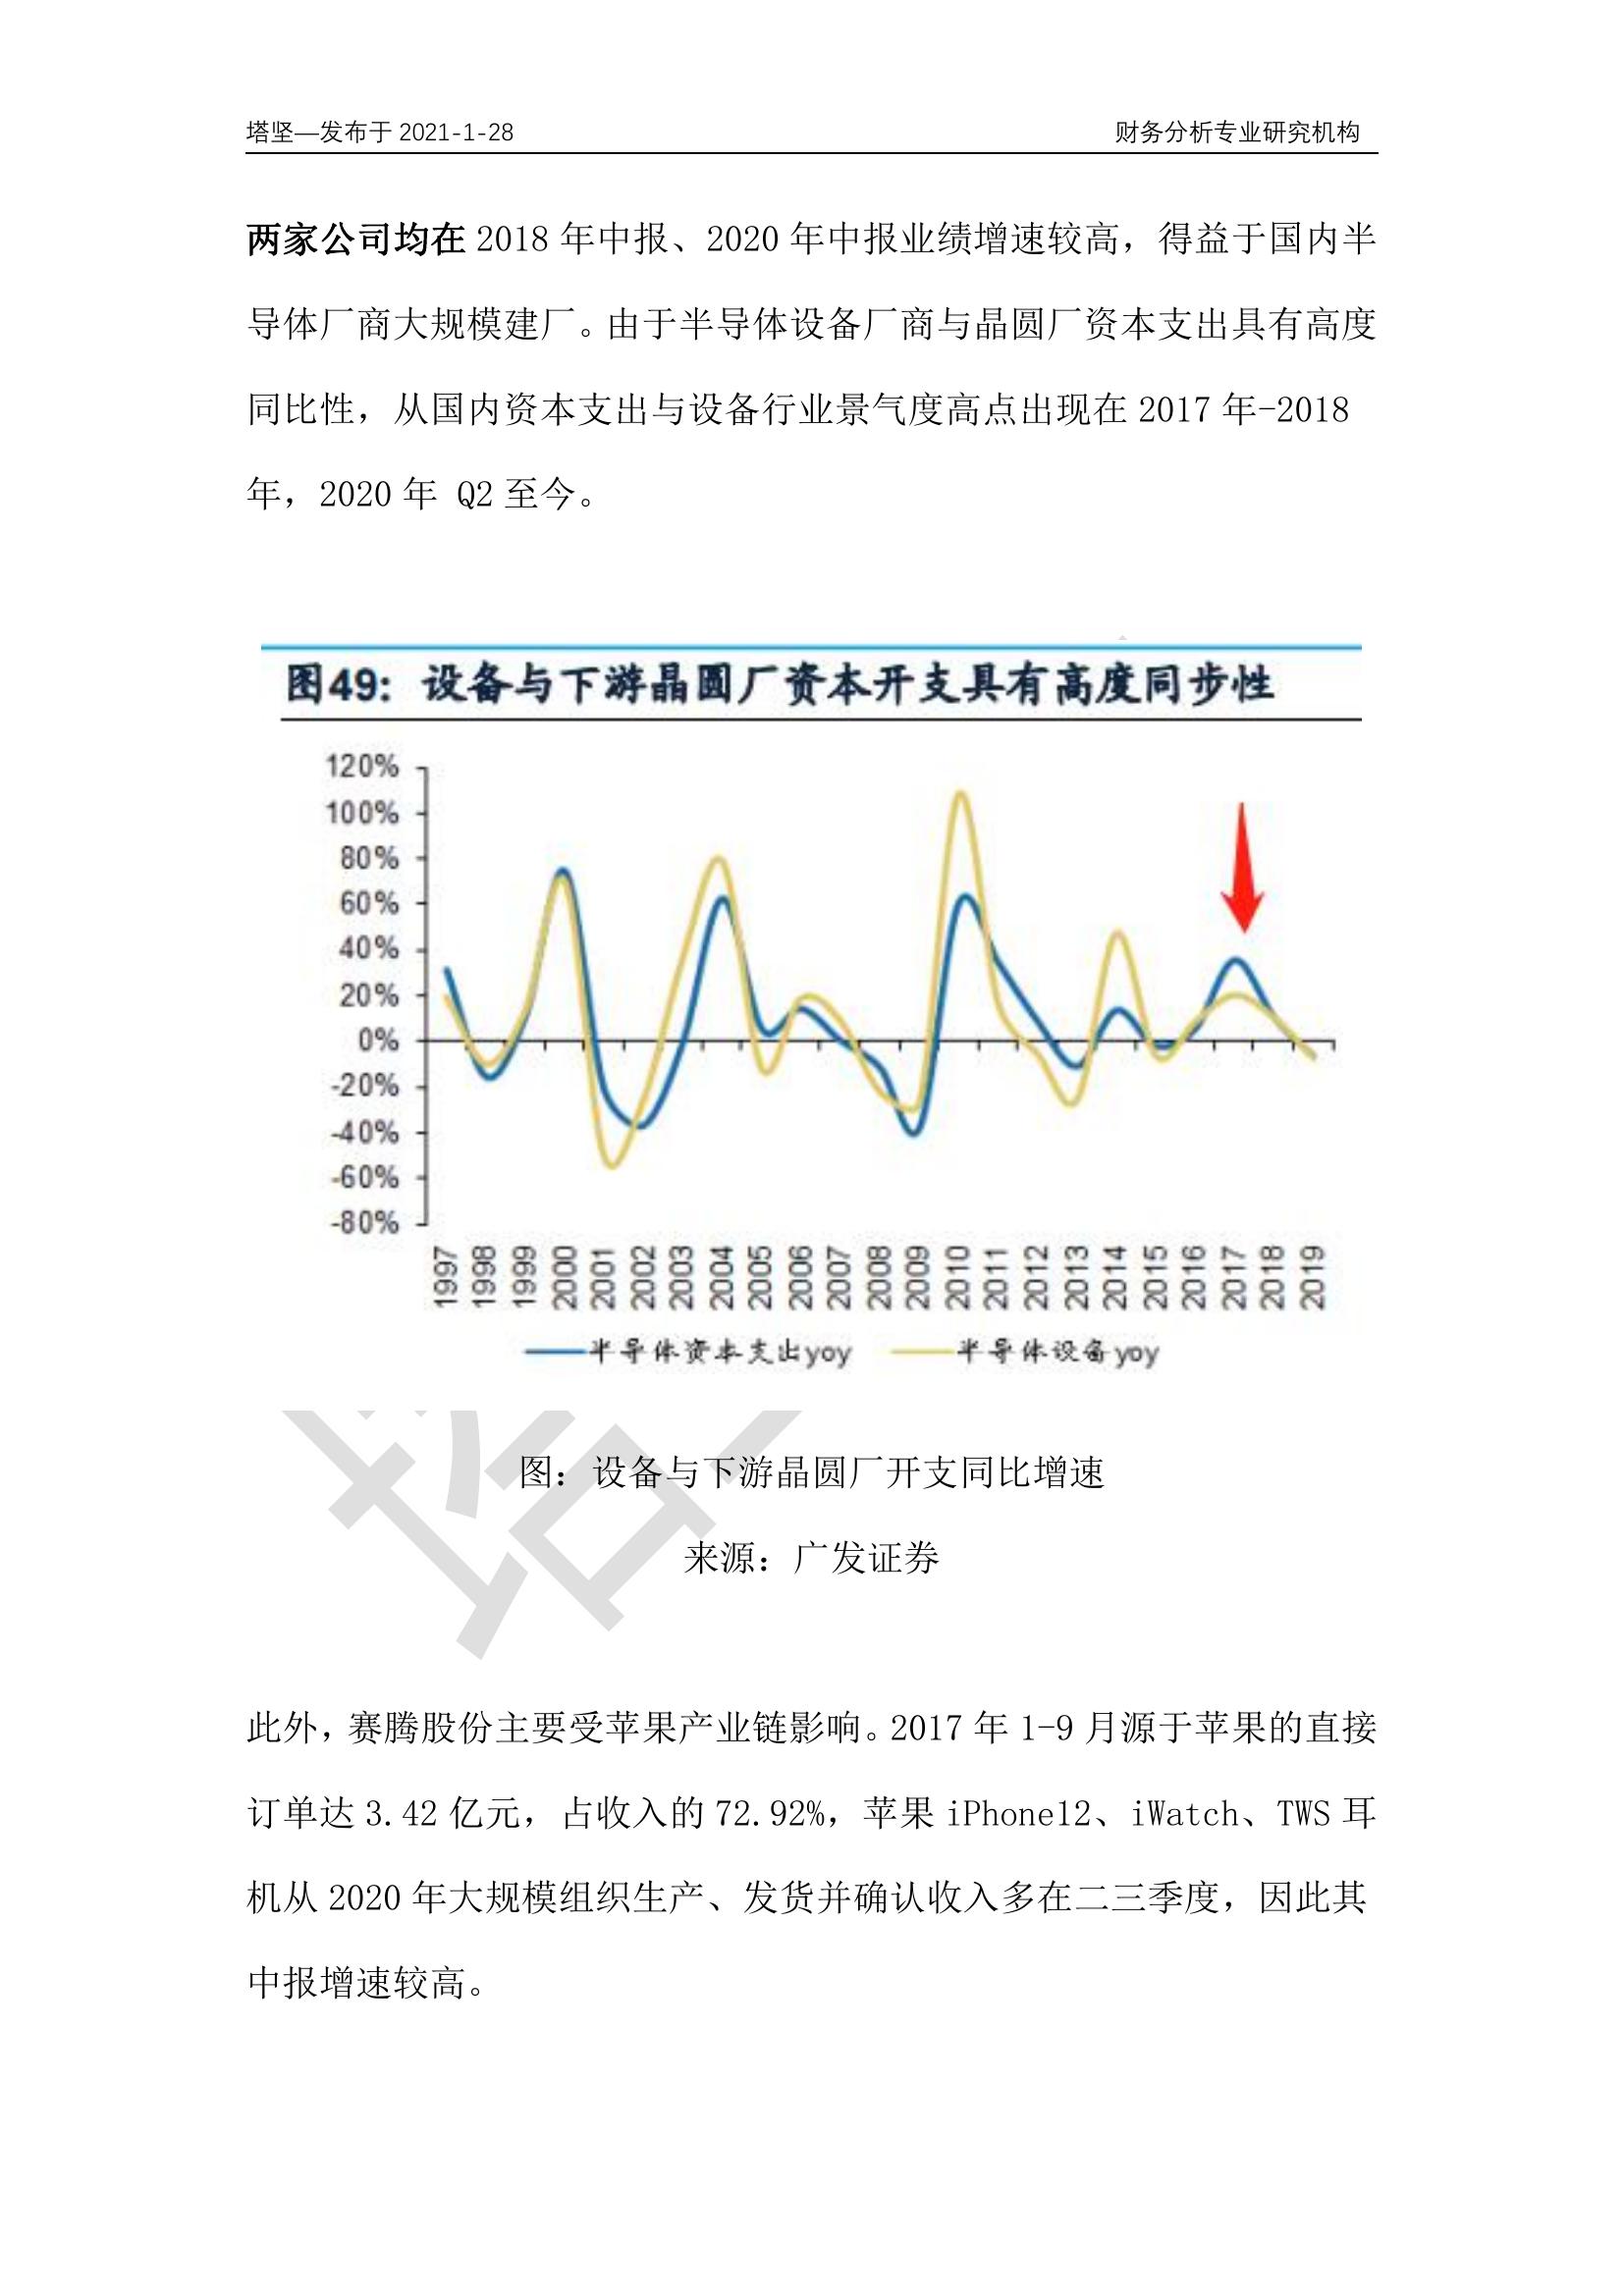 塔坚—发布于 2021-1-28 财务分析专业研究机构
两家公司均在 2018 年中报、2020 年中报业绩增速较高，得益于国内半
导体厂商大规模建厂。由于半导体设备厂商与晶圆厂资本支出具有高度
同比性，从国内资本支出与设备行业景气度高点出现在 2017 年-2018
年，2020 年 Q2 至今。
图49：设备与下游晶圆厂资本开支具有高度同步性
120%
100%
80%
60%
40%
20%
0%
-20%
-40%
-60%
-80%
1997 1998 1999 2000 2001 2002 2003 2004 2005 2006 2007 2008 2009 2010 2011 2012 2013 2014 2015 2016 2017 2018 2019
半导体资本支出yoy 半导体设备yoy
图：设备与下游晶圆厂开支同比增速
来源：广发证券
此外，赛腾股份主要受苹果产业链影响。2017 年 1-9 月源于苹果的直接
订单达 3.42 亿元，占收入的 72.92%，苹果 iPhone12、iWatch、TWS 耳
机从 2020 年大规模组织生产、发货并确认收入多在二三季度，因此其
中报增速较高。